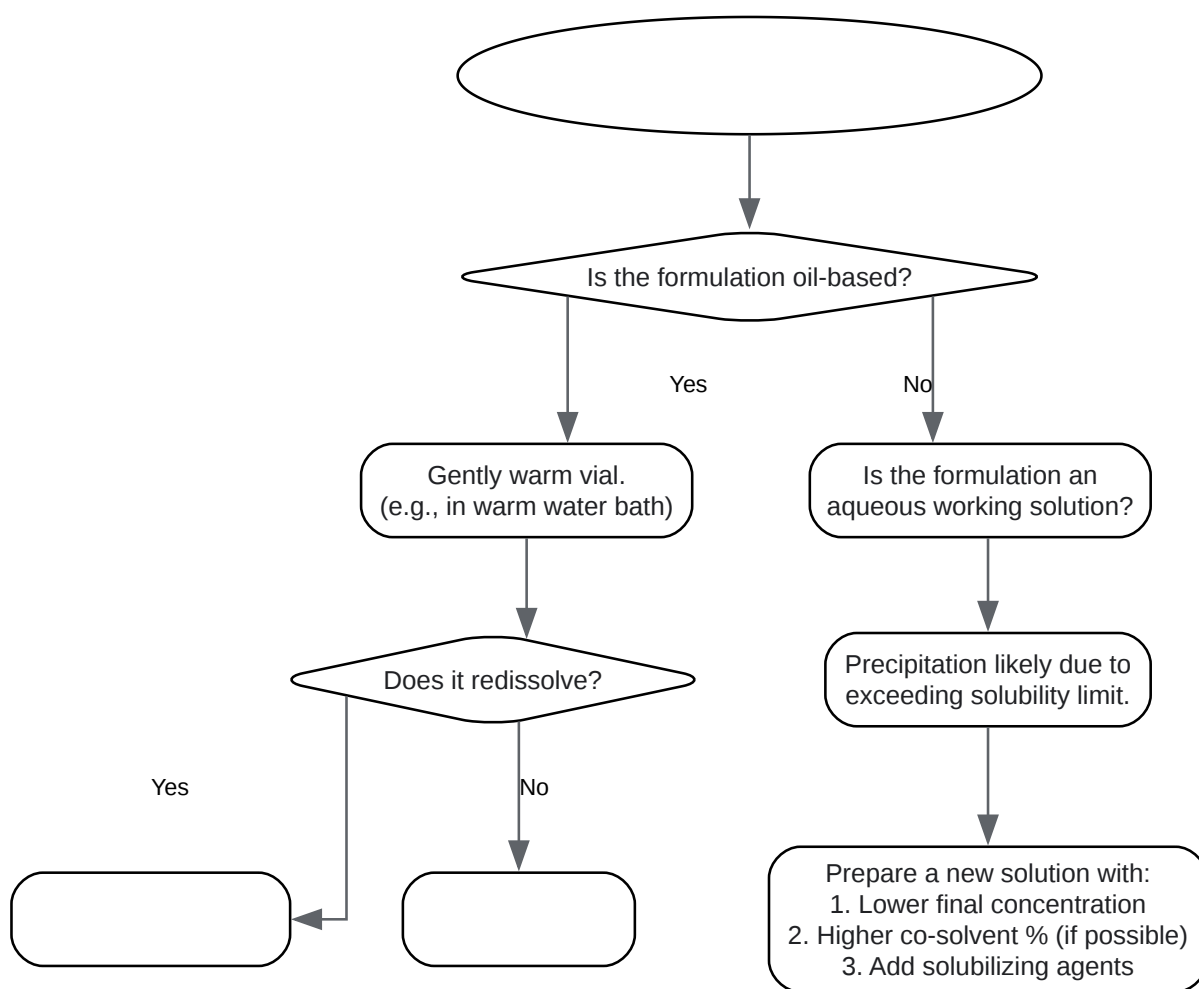 Is the formulation oil-based?
Yes
No
Gently warm vial.
(e.g., in warm water bath)
Is the formulation an
aqueous working solution?
Does it redissolve?
Precipitation likely due to
exceeding solubility limit.
Yes
No
Prepare a new solution with:
1. Lower final concentration
2. Higher co-solvent % (if possible)
3. Add solubilizing agents